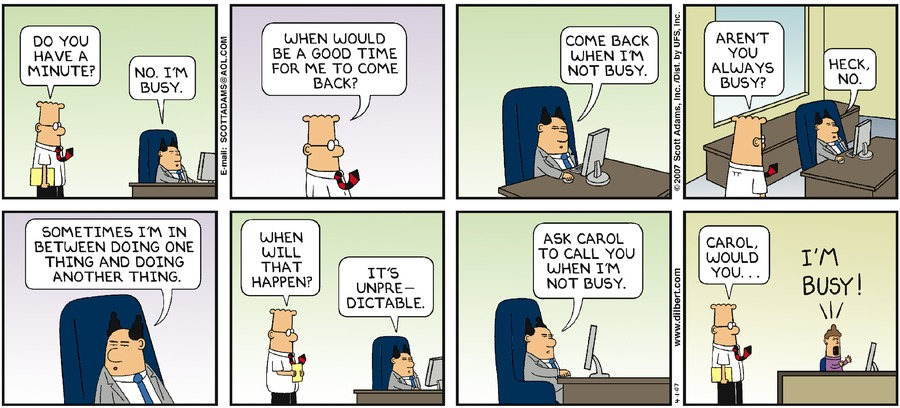 DO YOU
HAVE A
MINUTE?
NO. I'M
BUSY.
E-mail: SCOTTADAMS@AOL.COM
WHEN WOULD
BE A GOOD TIME
FOR ME TO COME
BACK?
COME BACK
WHEN I'M
NOT BUSY.
© 2007 Scott Adams, Inc./Dist. by UFS, Inc.
AREN'T
YOU
ALWAYS
BUSY?
HECK,
NO.
SOMETIMES I'M IN
BETWEEN DOING ONE
THING AND DOING
ANOTHER THING.
WHEN
WILL
THAT
HAPPEN?
IT'S
UNPRE–
DICTABLE.
ASK CAROL
TO CALL YOU
WHEN I'M
NOT BUSY.
www.dilbert.com
4-1-07
CAROL,
WOULD
YOU...
I'M
BUSY!